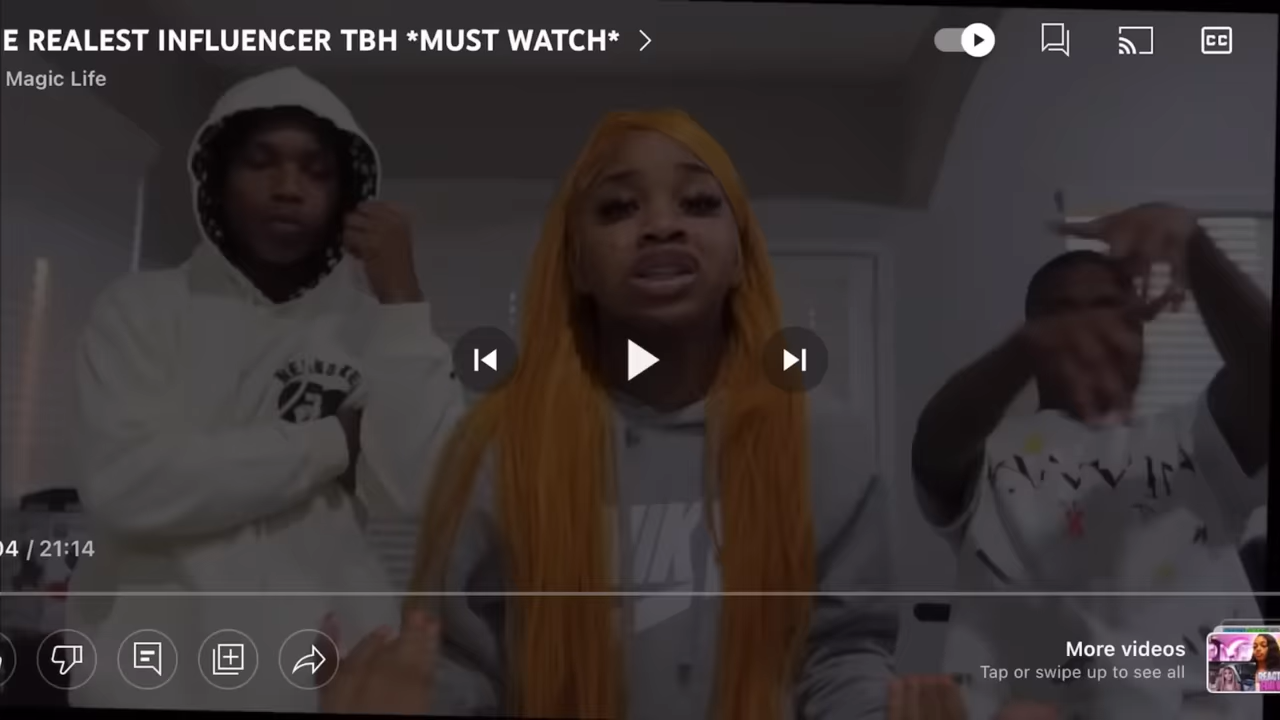 E REALEST INFLUENCER TBH *MUST WATCH*
Magic Life
CC
04 / 21:14
More videos
Tap or swipe up to see all